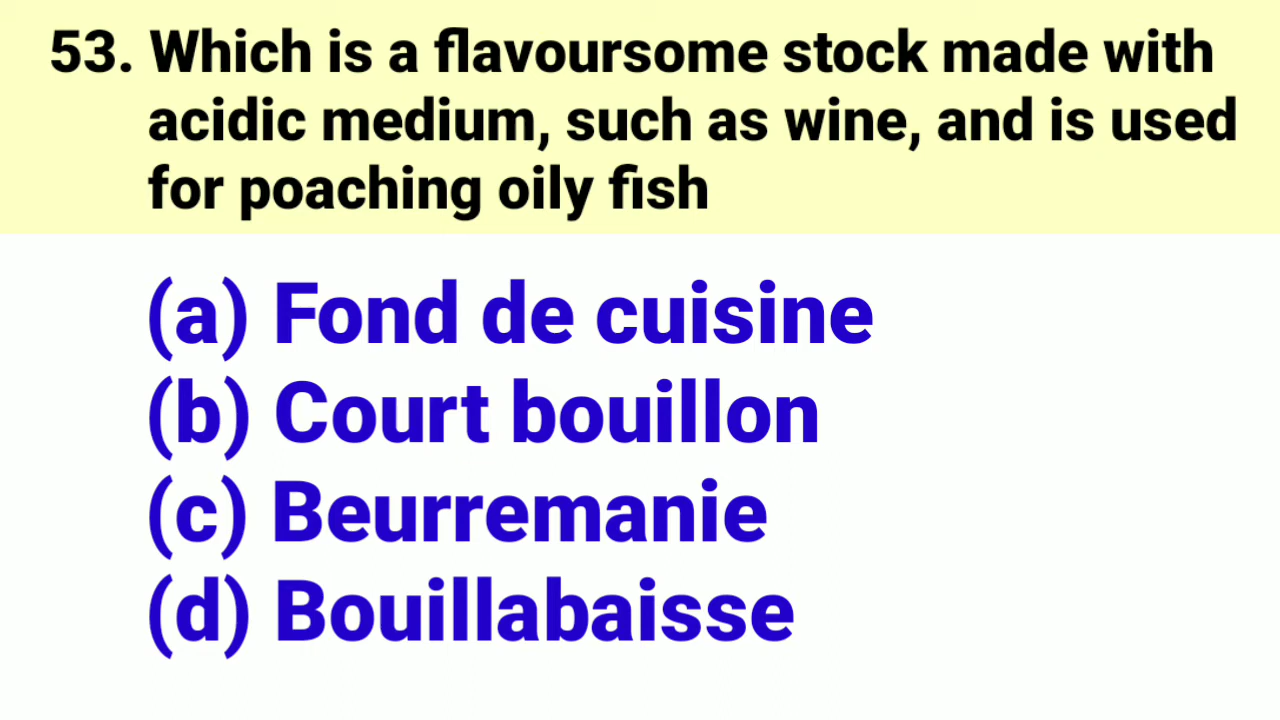 53. Which is a flavoursome stock made with
acidic medium, such as wine, and is used
for poaching oily fish
(a) Fond de cuisine
(b) Court bouillon
(c) Beurremanie
(d) Bouillabaisse